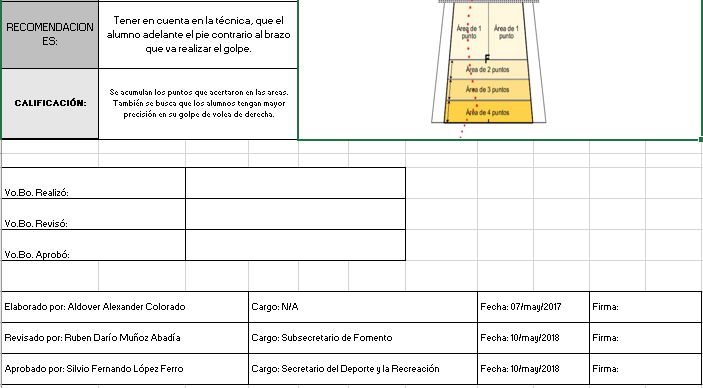 RECOMENDACION
ES:
Tener en cuenta en la técnica, que el
alumno adelante el pie contrario al brazo
que va realizar el golpe.
Área de 1
punto
Área de 1
punto
F
Área de 2 puntos
Área de 3 puntos
Área de 4 puntos
CALIFICACIÓN:
Se acumulan los puntos que acertaron en las areas.
También se busca que los alumnos tengan mayor
precisión en su golpe de volea de derecha.
Vo.Bo. Realizó:
Vo.Bo. Revisó:
Vo.Bo. Aprobó:
Elaborado por: Aldover Alexander Colorado Cargo: N/A Fecha: 07/may/2017 Firma:
Revisado por: Ruben Darío Muñoz Abadía Cargo: Subsecretario de Fomento Fecha: 10/may/2018 Firma:
Aprobado por: Silvio Fernando López Ferro Cargo: Secretario del Deporte y la Recreación Fecha: 10/may/2018 Firma: